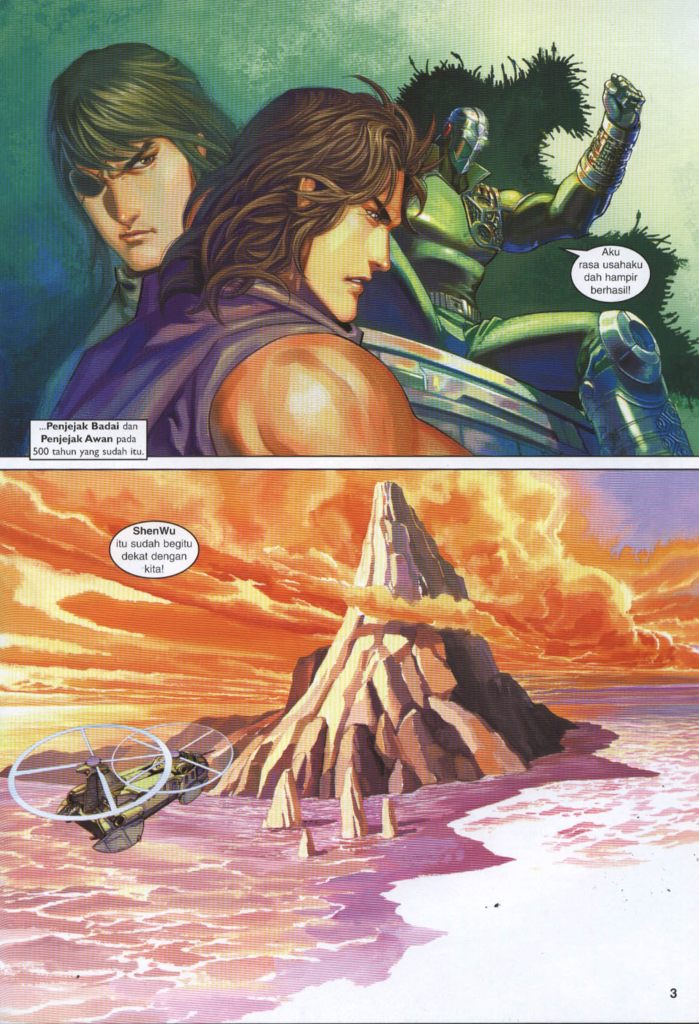 Aku
rasa usahaku
dah hampir
berhasil!
...Penjejak Badai dan
Penjejak Awan pada
500 tahun yang sudah itu.
ShenWu
itu sudah begitu
dekat dengan
kita!
3